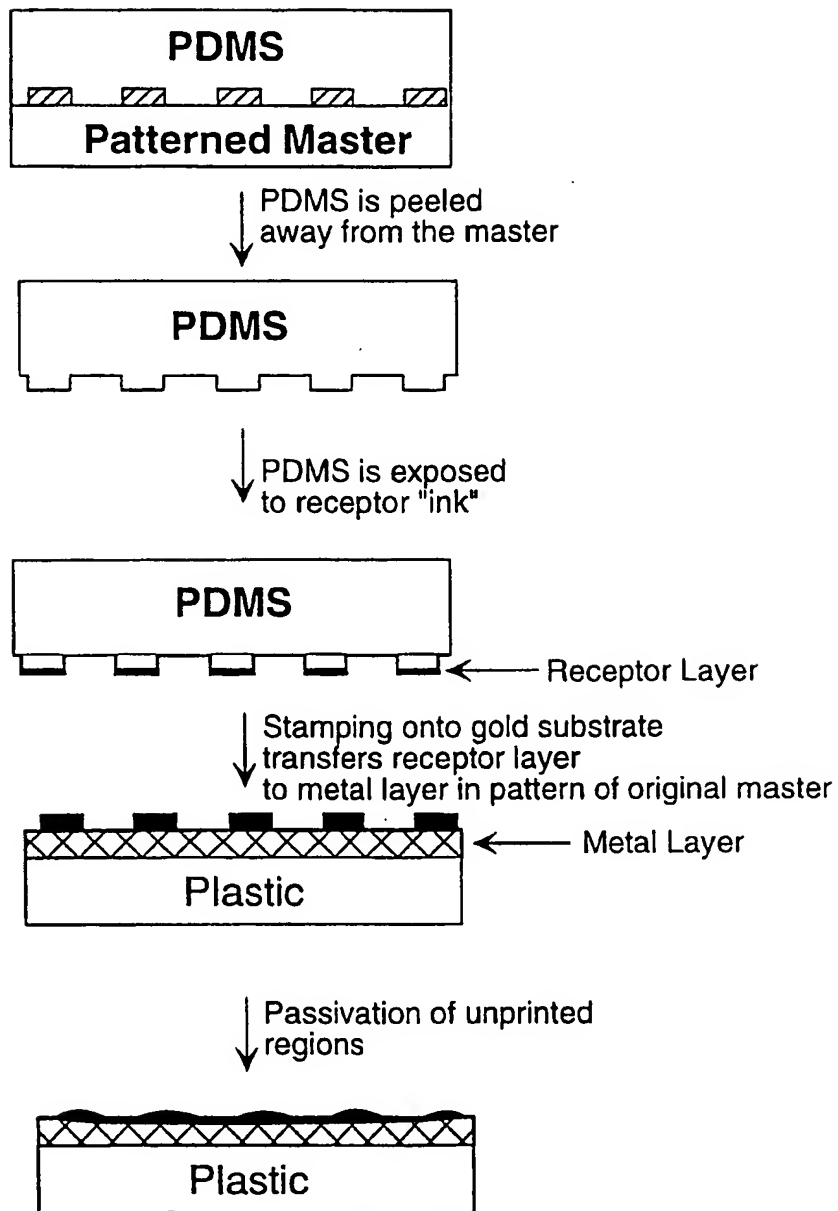 PDMS
Patterned Master
PDMS is peeled
away from the master
PDMS
PDMS is exposed
to receptor "ink"
PDMS
Receptor Layer
Stamping onto gold substrate
transfers receptor layer
to metal layer in pattern of original master
Metal Layer
Plastic
Passivation of unprinted
regions
Plastic